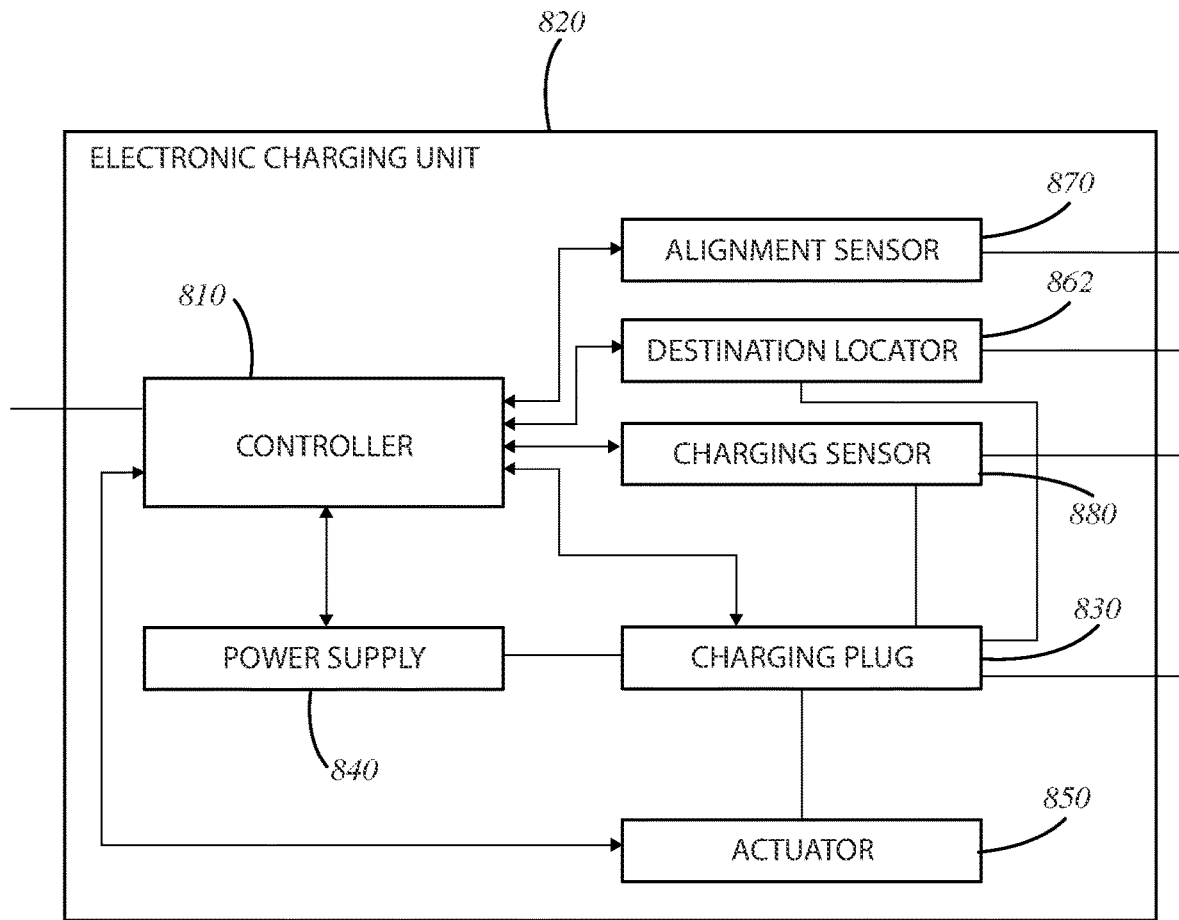 820
ELECTRONIC CHARGING UNIT
870
ALIGNMENT SENSOR
862
810
DESTINATION LOCATOR
CONTROLLER
CHARGING SENSOR
880
830
POWER SUPPLY
CHARGING PLUG
840
850
ACTUATOR